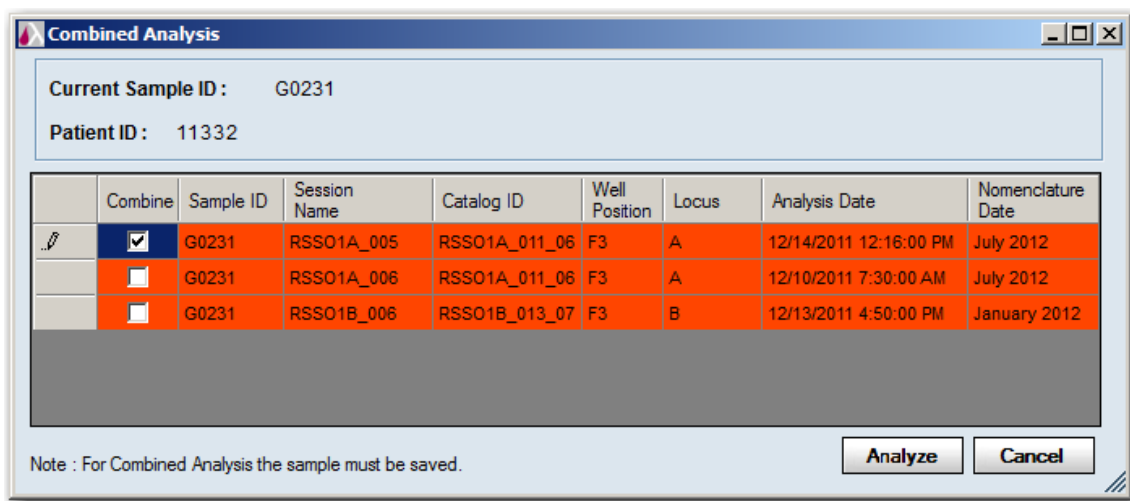 Combined Analysis
Current Sample ID : G0231
Patient ID : 11332
Combine Sample ID Session Name Catalog ID Well Position Locus Analysis Date Nomenclature Date
G0231 RSSO1A_005 RSSO1A_011_06 F3 A 12/14/2011 12:16:00 PM July 2012
G0231 RSSO1A_006 RSSO1A_011_06 F3 A 12/10/2011 7:30:00 AM July 2012
G0231 RSSO1B_006 RSSO1B_013_07 F3 B 12/13/2011 4:50:00 PM January 2012
Note : For Combined Analysis the sample must be saved.
Analyze Cancel